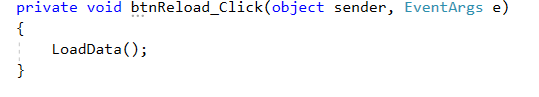 private void btnReload_Click(object sender, EventArgs e)
{
    LoadData();
}